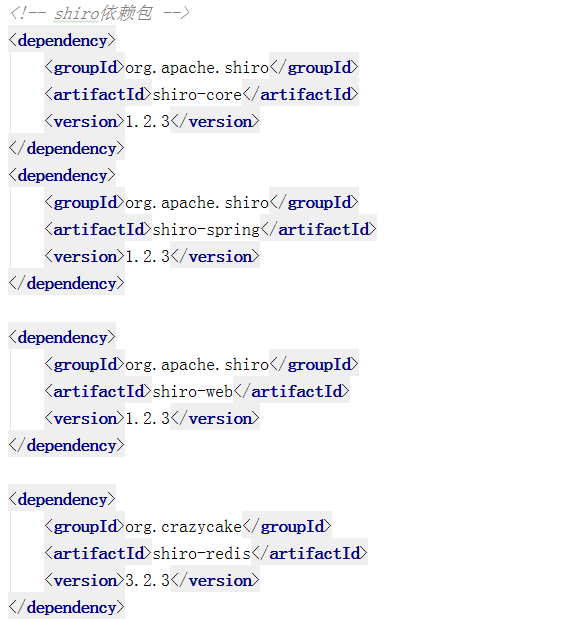 <!-- shiro依赖包 -->
<dependency>
    <groupId>org.apache.shiro</groupId>
    <artifactId>shiro-core</artifactId>
    <version>1.2.3</version>
</dependency>
<dependency>
    <groupId>org.apache.shiro</groupId>
    <artifactId>shiro-spring</artifactId>
    <version>1.2.3</version>
</dependency>

<dependency>
    <groupId>org.apache.shiro</groupId>
    <artifactId>shiro-web</artifactId>
    <version>1.2.3</version>
</dependency>

<dependency>
    <groupId>org.crazycake</groupId>
    <artifactId>shiro-redis</artifactId>
    <version>3.2.3</version>
</dependency>